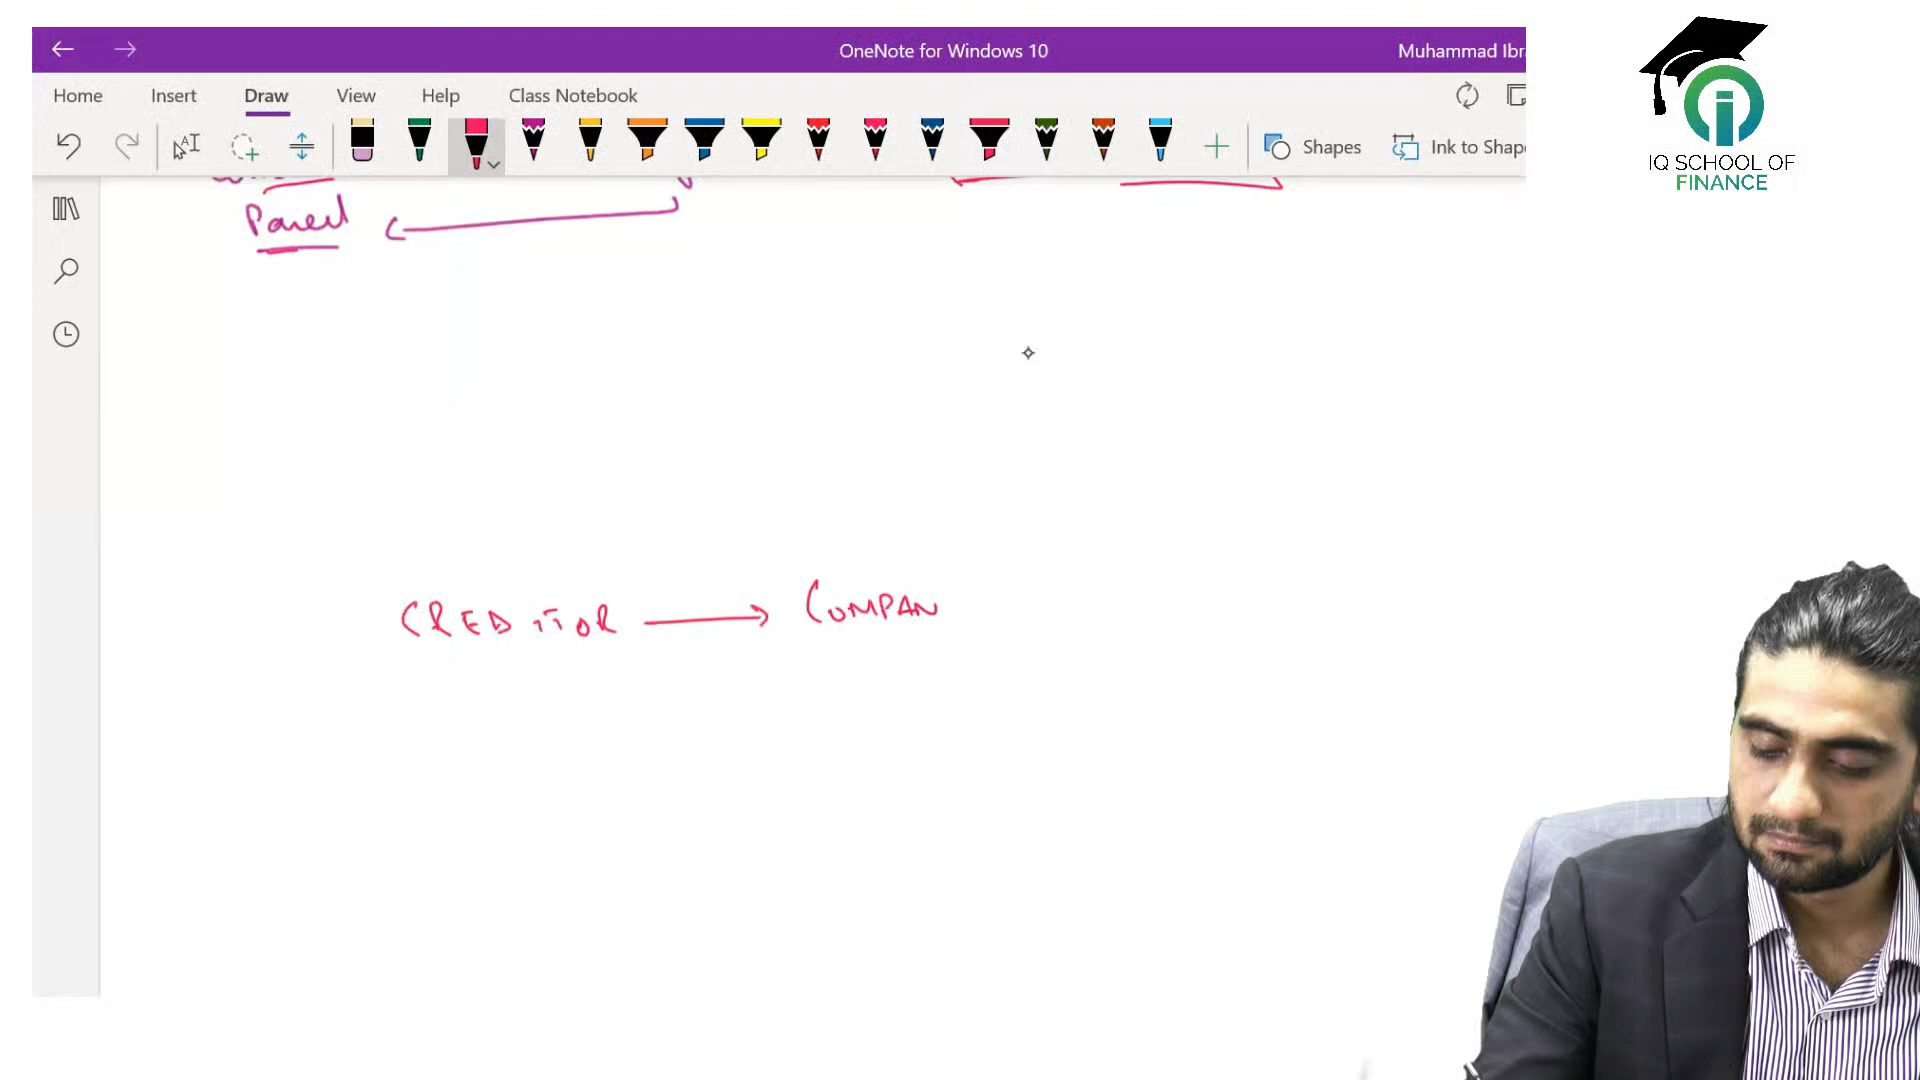 OneNote for Windows 10
Muhammad Ibr
Home Insert Draw View Help Class Notebook
Shapes Ink to Shap
IQ SCHOOL OF
FINANCE
Parent
CREDITOR → COMPAN